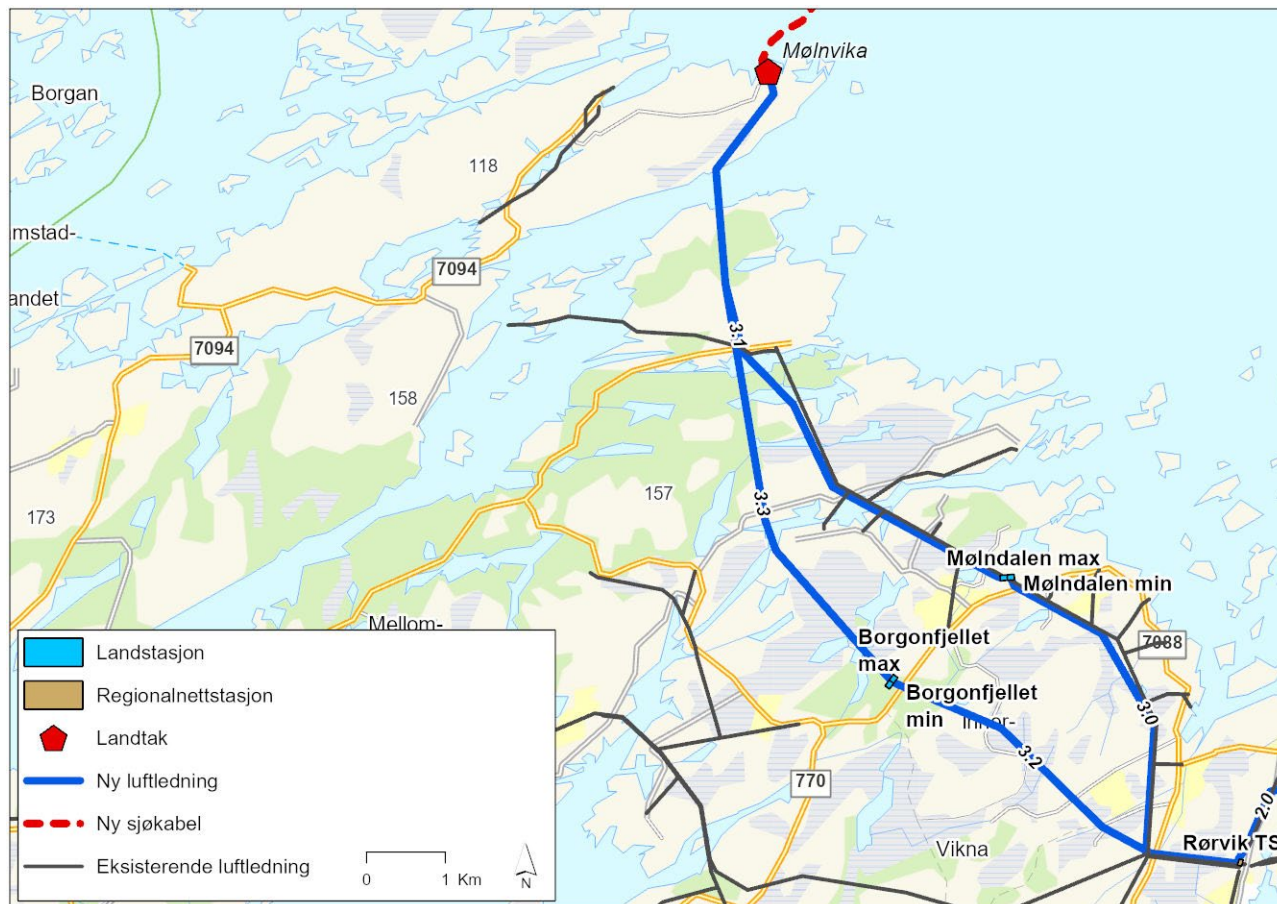 Mølnvika
Borgan
118
mstad-
7094
andet
3.1
7094
158
157
3.3
173
Mølndalen max
Mølndalen min
Mellom-
Borgonfjellet
max
7088
Borgonfjellet
min
Inner-
3.0
3.2
770
2.0
Rørvik TS
Vikna
Landstasjon
Regionalnettstasjon
Landtak
Ny luftledning
Ny sjøkabel
Eksisterende luftledning
0 1 Km
N